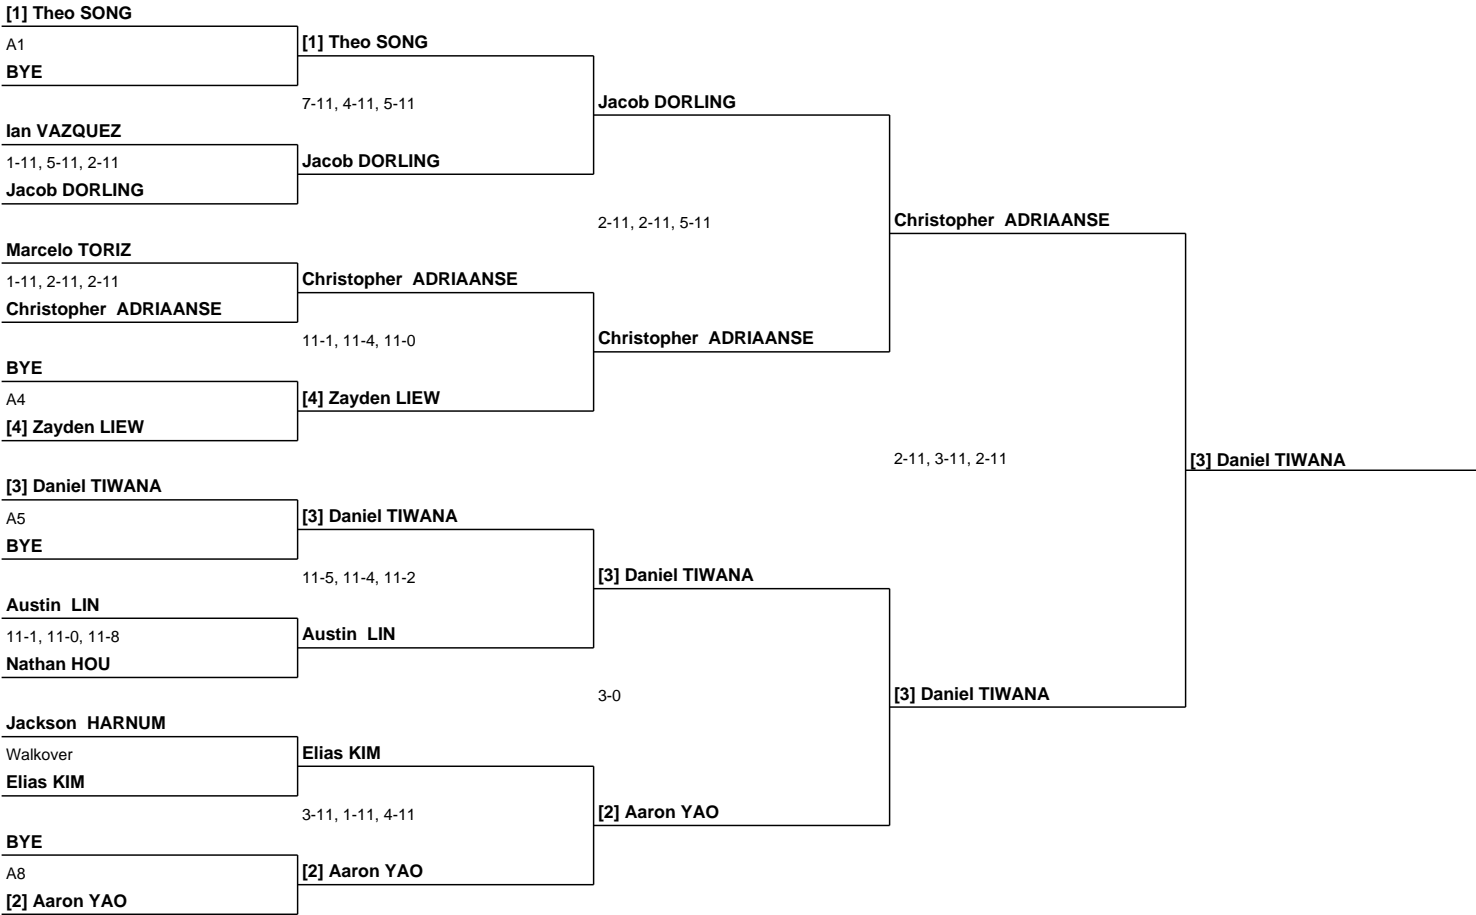 [1] Theo SONG
A1
BYE
Ian VAZQUEZ
1-11, 5-11, 2-11
Jacob DORLING
Marcelo TORIZ
1-11, 2-11, 2-11
Christopher  ADRIAANSE
BYE
A4
[4] Zayden LIEW
[3] Daniel TIWANA
A5
BYE
Austin  LIN
11-1, 11-0, 11-8
Nathan HOU
Jackson  HARNUM
Walkover
Elias KIM
BYE
A8
[2] Aaron YAO
[1] Theo SONG
7-11, 4-11, 5-11
Jacob DORLING
Christopher  ADRIAANSE
11-1, 11-4, 11-0
[4] Zayden LIEW
[3] Daniel TIWANA
11-5, 11-4, 11-2
Austin  LIN
Elias KIM
3-11, 1-11, 4-11
[2] Aaron YAO
Jacob DORLING
2-11, 2-11, 5-11
Christopher  ADRIAANSE
[3] Daniel TIWANA
3-0
[2] Aaron YAO
Christopher  ADRIAANSE
2-11, 3-11, 2-11
[3] Daniel TIWANA
[3] Daniel TIWANA